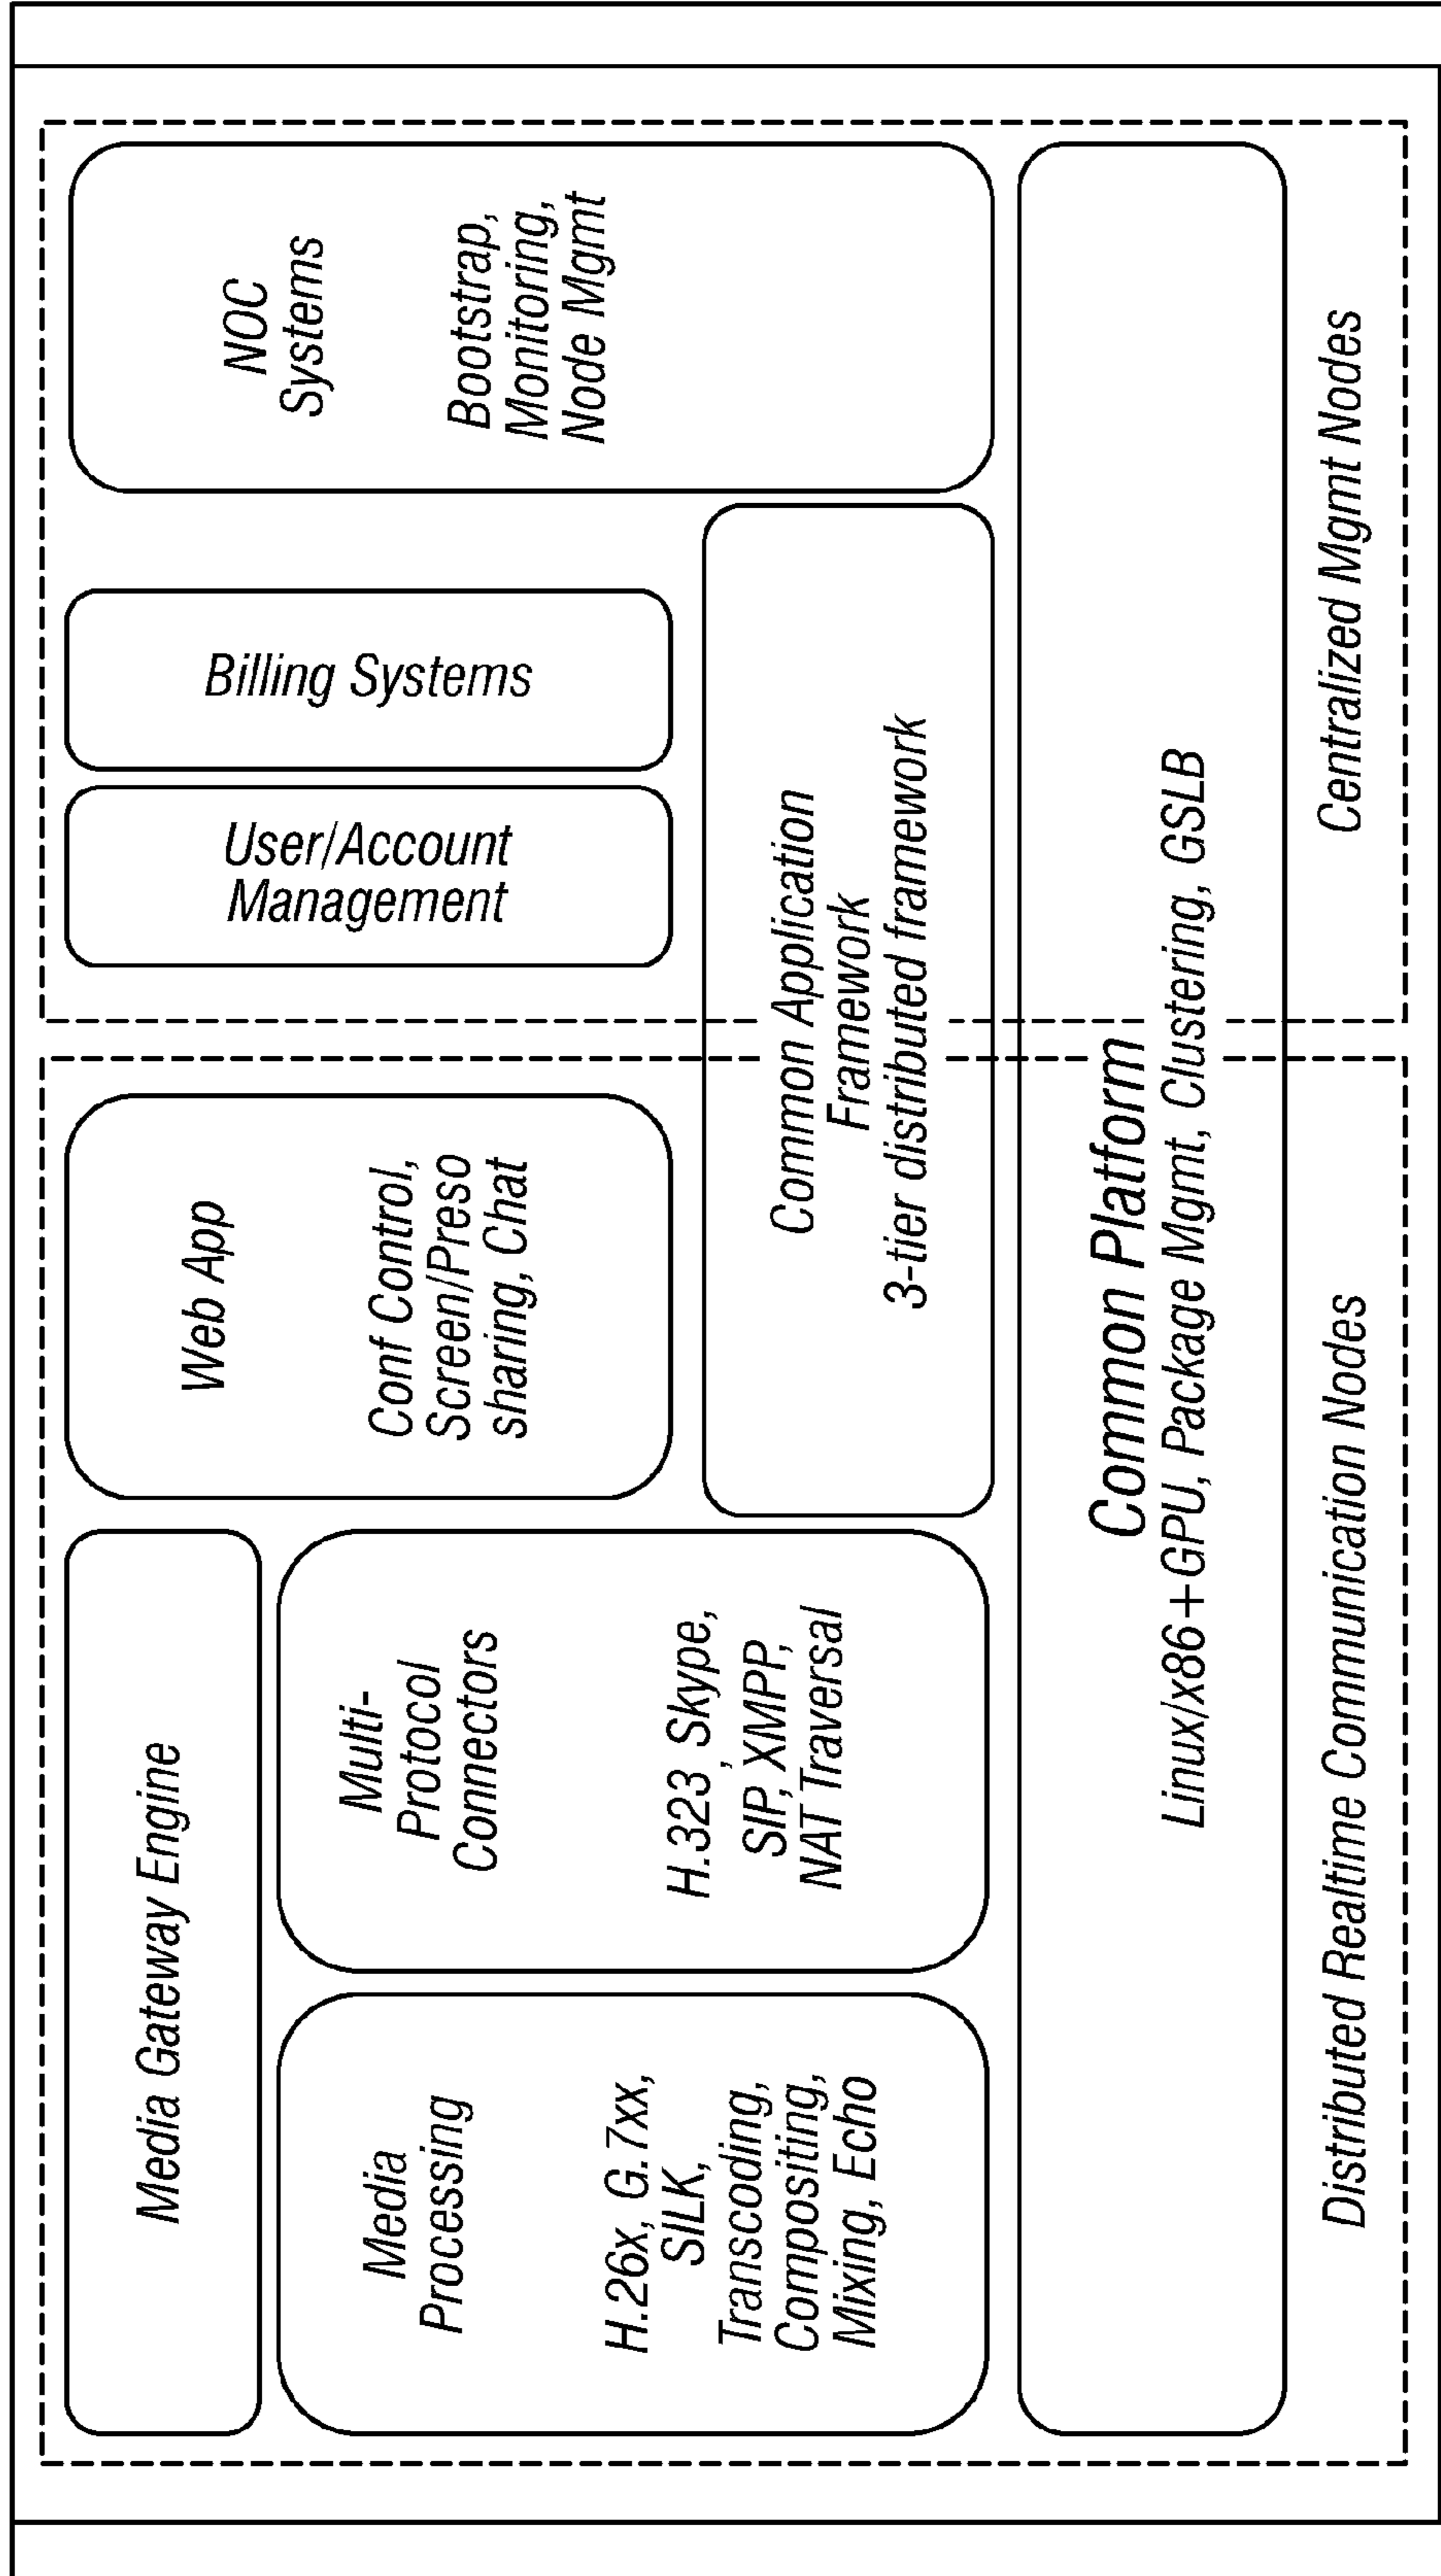 Media Gateway Engine
Media
Processing
H.26x, G.7xx,
SILK,
Transcoding,
Compositing,
Mixing, Echo
Multi-
Protocol
Connectors
H.323, Skype,
SIP, XMPP,
NAT Traversal
Web App
Conf Control,
Screen/Preso
sharing, Chat
User/Account
Management
Billing Systems
NOC
Systems
Bootstrap,
Monitoring,
Node Mgmt
Common Application
Framework
3-tier distributed framework
Common Platform
Linux/x86+GPU, Package Mgmt, Clustering, GSLB
Distributed Realtime Communication Nodes
Centralized Mgmt Nodes